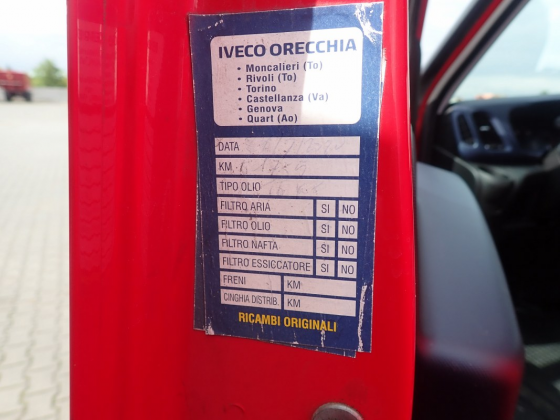 IVECO ORECCHIA
• Moncalieri (To)
• Rivoli (To)
• Torino
• Castellanza (Va)
• Genova
• Quart (Ao)
DATA
KM
TIPO OLIO
FILTRO ARIA SI NO
FILTRO OLIO SI NO
FILTRO NAFTA SI NO
FILTRO ESSICCATORE SI NO
FRENI KM
CINGHIA DISTRIB. KM
RICAMBI ORIGINALI